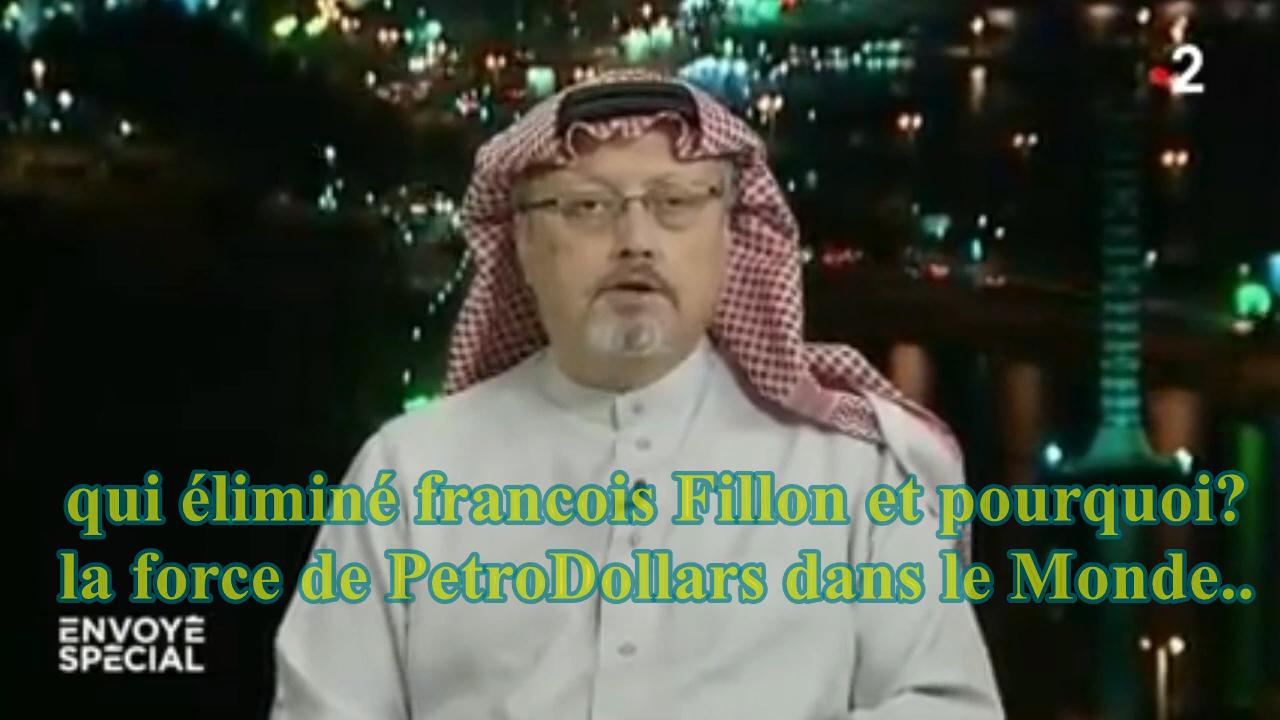 2
qui éliminé francois Fillon et pourquoi?
la force de PetroDollars dans le Monde..
ENVOYÉ
SPÉCIAL